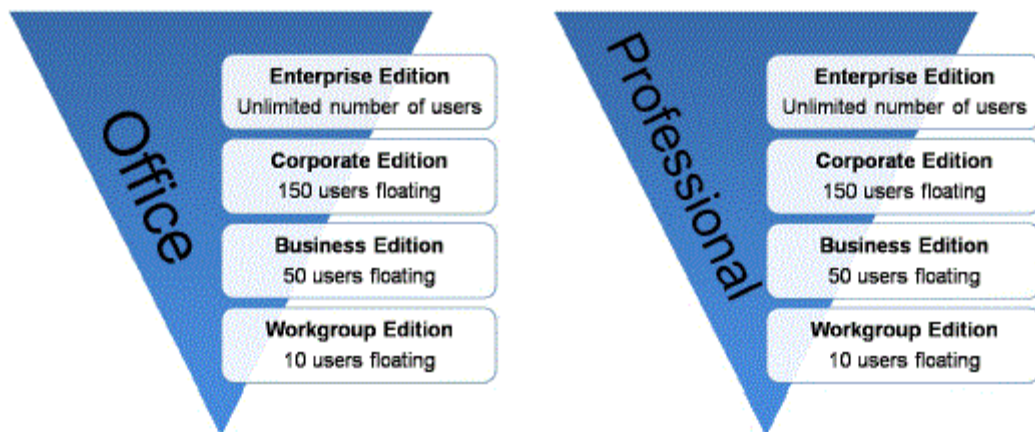 Office
Enterprise Edition
Unlimited number of users
Corporate Edition
150 users floating
Business Edition
50 users floating
Workgroup Edition
10 users floating
Professional
Enterprise Edition
Unlimited number of users
Corporate Edition
150 users floating
Business Edition
50 users floating
Workgroup Edition
10 users floating